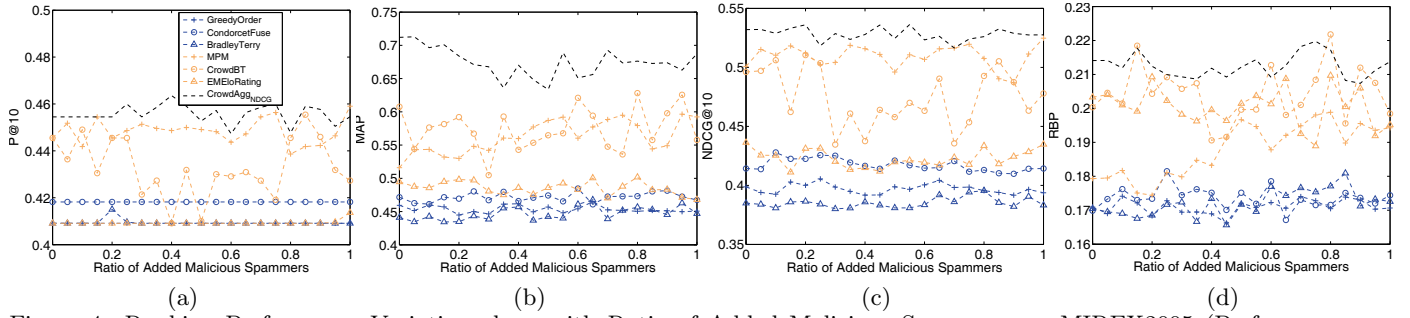 P@10
0.5
0.48
0.46
0.44
0.42
0.4
0 0.2 0.4 0.6 0.8 1
Ratio of Added Malicious Spammers
GreedyOrder
CondorcetFuse
BradleyTerry
MPM
CrowdBT
EMEloRating
CrowdAgg_NDCG
(a)
MAP
0.75
0.7
0.65
0.6
0.55
0.5
0.45
0.4
0 0.2 0.4 0.6 0.8 1
Ratio of Added Malicious Spammers
(b)
NDCG@10
0.55
0.5
0.45
0.4
0.35
0 0.2 0.4 0.6 0.8 1
Ratio of Added Malicious Spammers
(c)
RBP
0.23
0.22
0.21
0.2
0.19
0.18
0.17
0.16
0 0.2 0.4 0.6 0.8 1
Ratio of Added Malicious Spammers
(d)